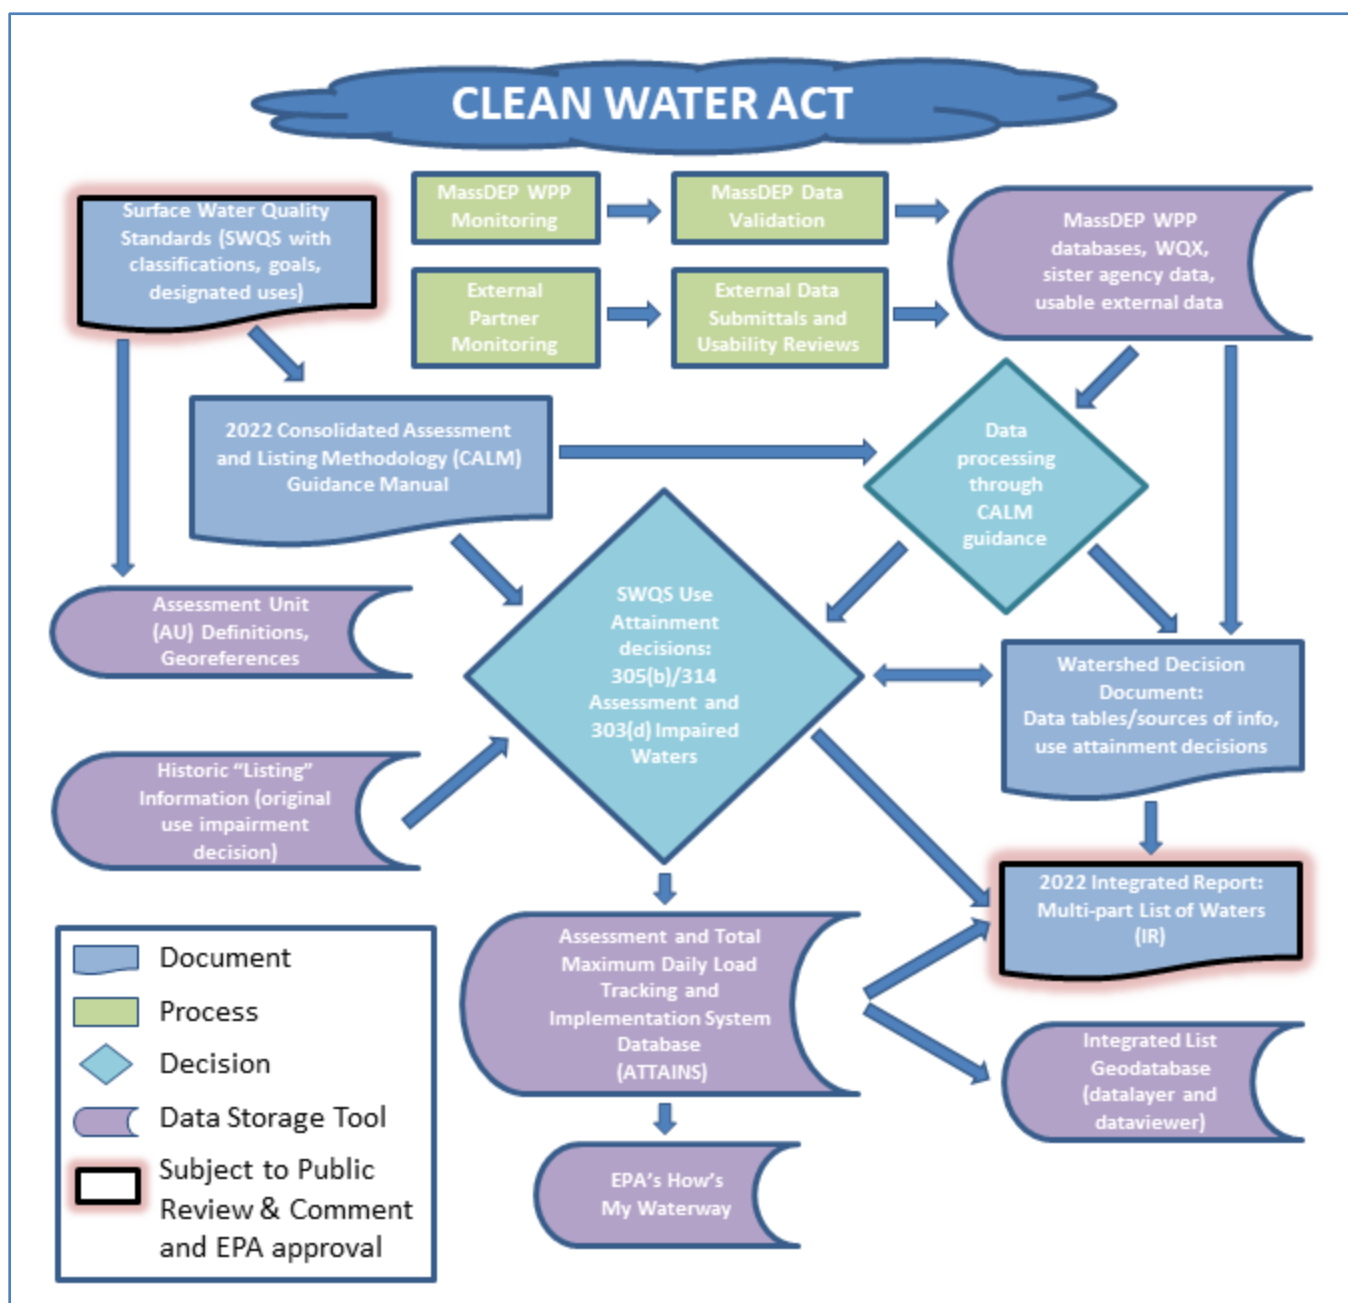 CLEAN WATER ACT
Surface Water Quality
Standards (SWQS with
classifications, goals,
designated uses)
MassDEP WPP
Monitoring
MassDEP Data
Validation
MassDEP WPP
databases, WQX,
sister agency data,
usable external data
External
Partner
Monitoring
External Data
Submittals and
Usability Reviews
2022 Consolidated Assessment
and Listing Methodology (CALM)
Guidance Manual
Data
processing
through
CALM
guidance
Assessment Unit
(AU) Definitions,
Georeferences
SWQS Use
Attainment
decisions:
305(b)/314
Assessment and
303(d) Impaired
Waters
Watershed Decision
Document:
Data tables/sources of info,
use attainment decisions
Historic “Listing”
Information (original
use impairment
decision)
2022 Integrated Report:
Multi-part List of Waters
(IR)
Assessment and Total
Maximum Daily Load
Tracking and
Implementation System
Database
(ATTAINS)
Integrated List
Geodatabase
(datalayer and
dataviewer)
EPA’s How’s
My Waterway
Document
Process
Decision
Data Storage Tool
Subject to Public
Review & Comment
and EPA approval